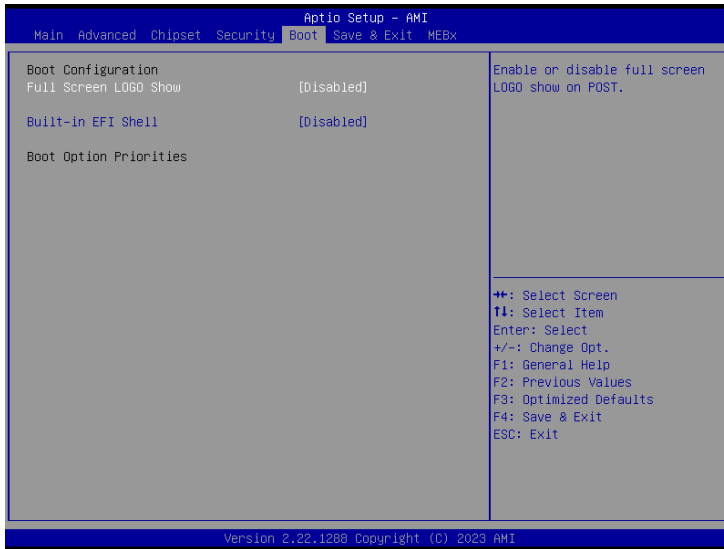 Aptio Setup – AMI
Main Advanced Chipset Security Boot Save & Exit MEBx
Boot Configuration
Full Screen LOGO Show [Disabled]
Built-in EFI Shell [Disabled]
Boot Option Priorities
Enable or disable full screen
LOGO show on POST.
→←: Select Screen
↑↓: Select Item
Enter: Select
+/-: Change Opt.
F1: General Help
F2: Previous Values
F3: Optimized Defaults
F4: Save & Exit
ESC: Exit
Version 2.22.1288 Copyright (C) 2023 AMI